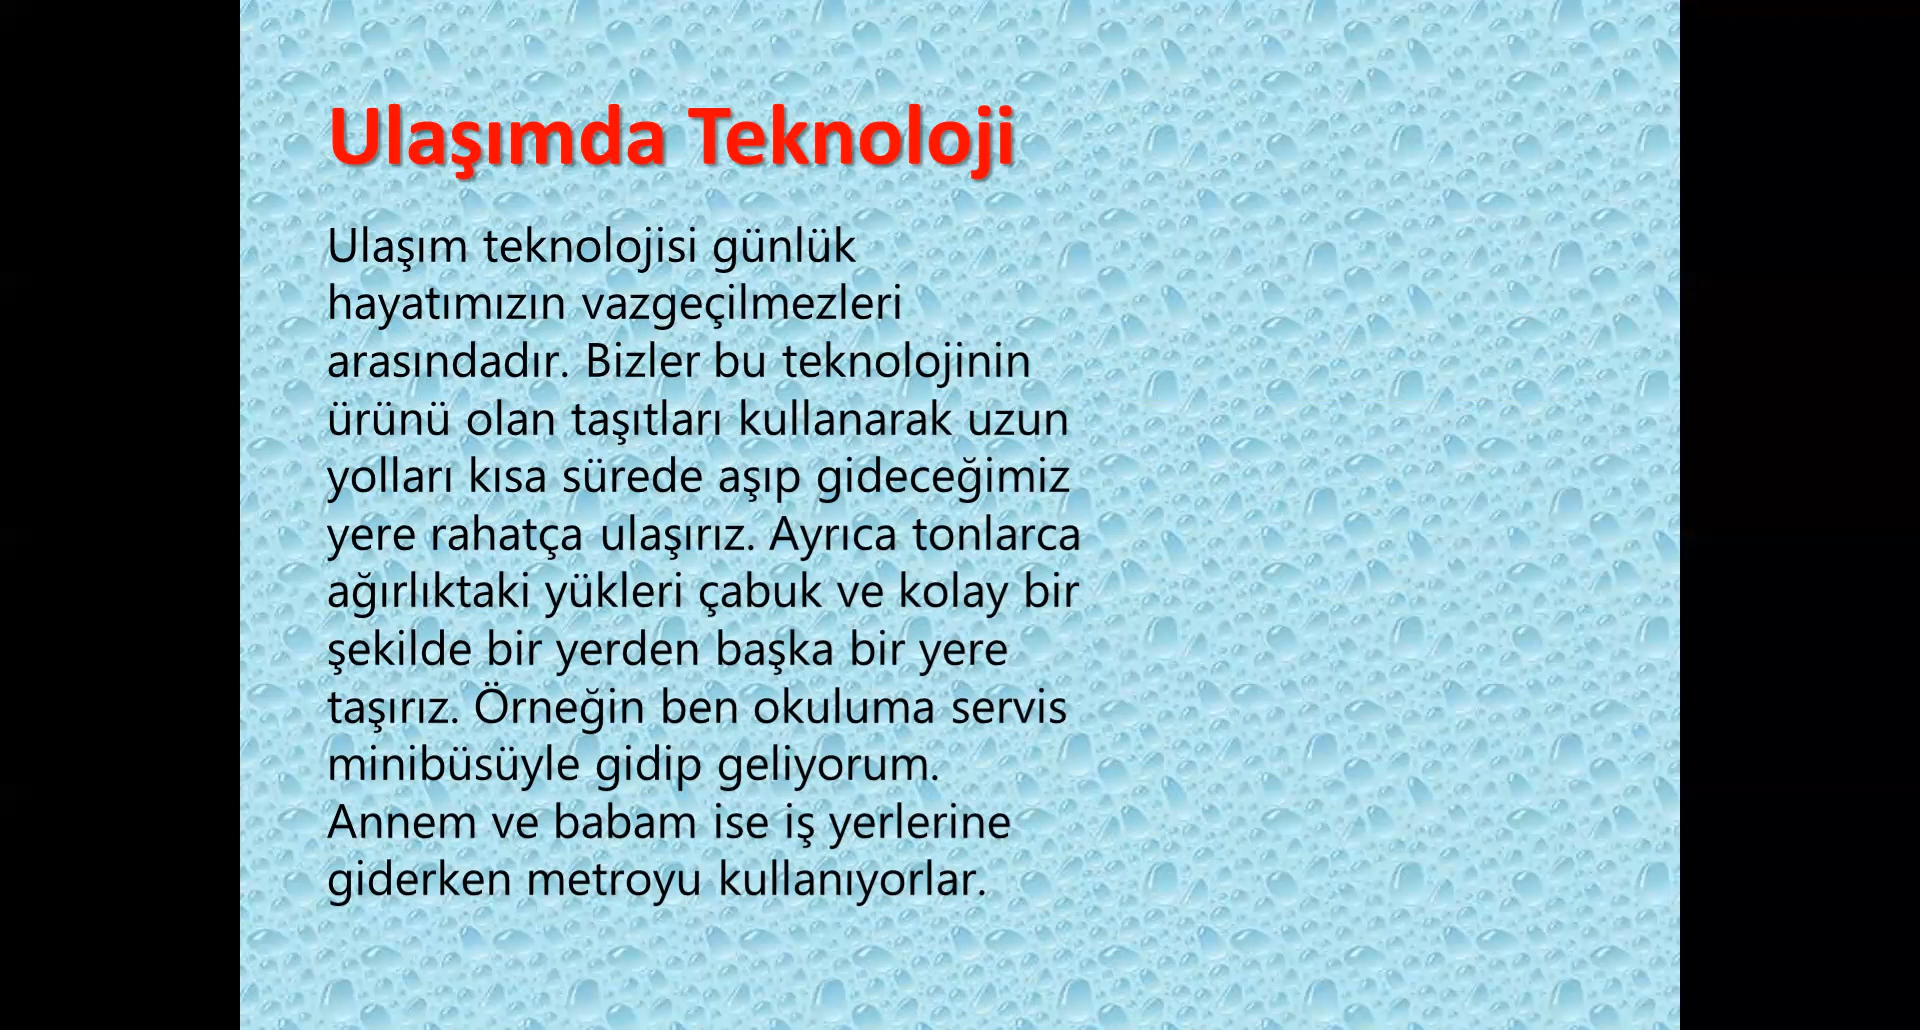 Ulaşımda Teknoloji
Ulaşım teknolojisi günlük
hayatımızın vazgeçilmezleri
arasındadır. Bizler bu teknolojinin
ürünü olan taşıtları kullanarak uzun
yolları kısa sürede aşıp gideceğimiz
yere rahatça ulaşırız. Ayrıca tonlarca
ağırlıktaki yükleri çabuk ve kolay bir
şekilde bir yerden başka bir yere
taşırız. Örneğin ben okuluma servis
minibüsüyle gidip geliyorum.
Annem ve babam ise iş yerlerine
giderken metroyu kullanıyorlar.